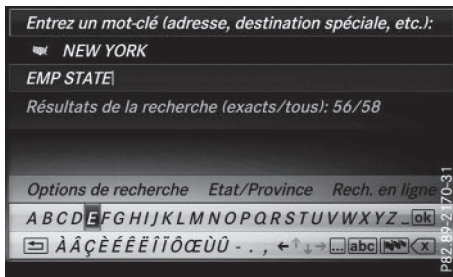 Entrez un mot-clé (adresse, destination spéciale, etc.):
NEW YORK
EMP STATE
Résultats de la recherche (exacts/tous): 56/58
Options de recherche Etat/Province Rech. en ligne
A B C D E F G H I J K L M N O P Q R S T U V W X Y Z _ ok
À Â Ç È É Ê Ë Î Ï Ô Œ Ù Û - . , ←↑↓→ ... abc X
P82.89-2170-31